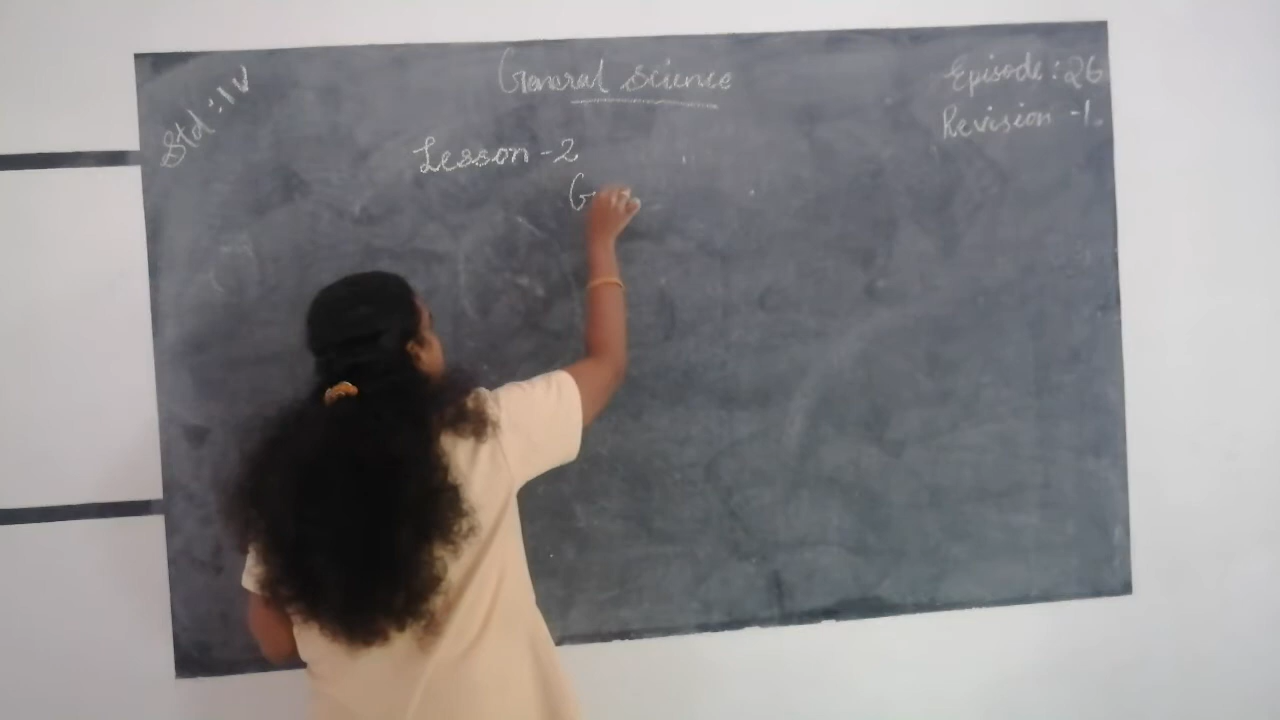 Std : IV
General science
Episode : 26
Revision - 1.
Lesson - 2
G